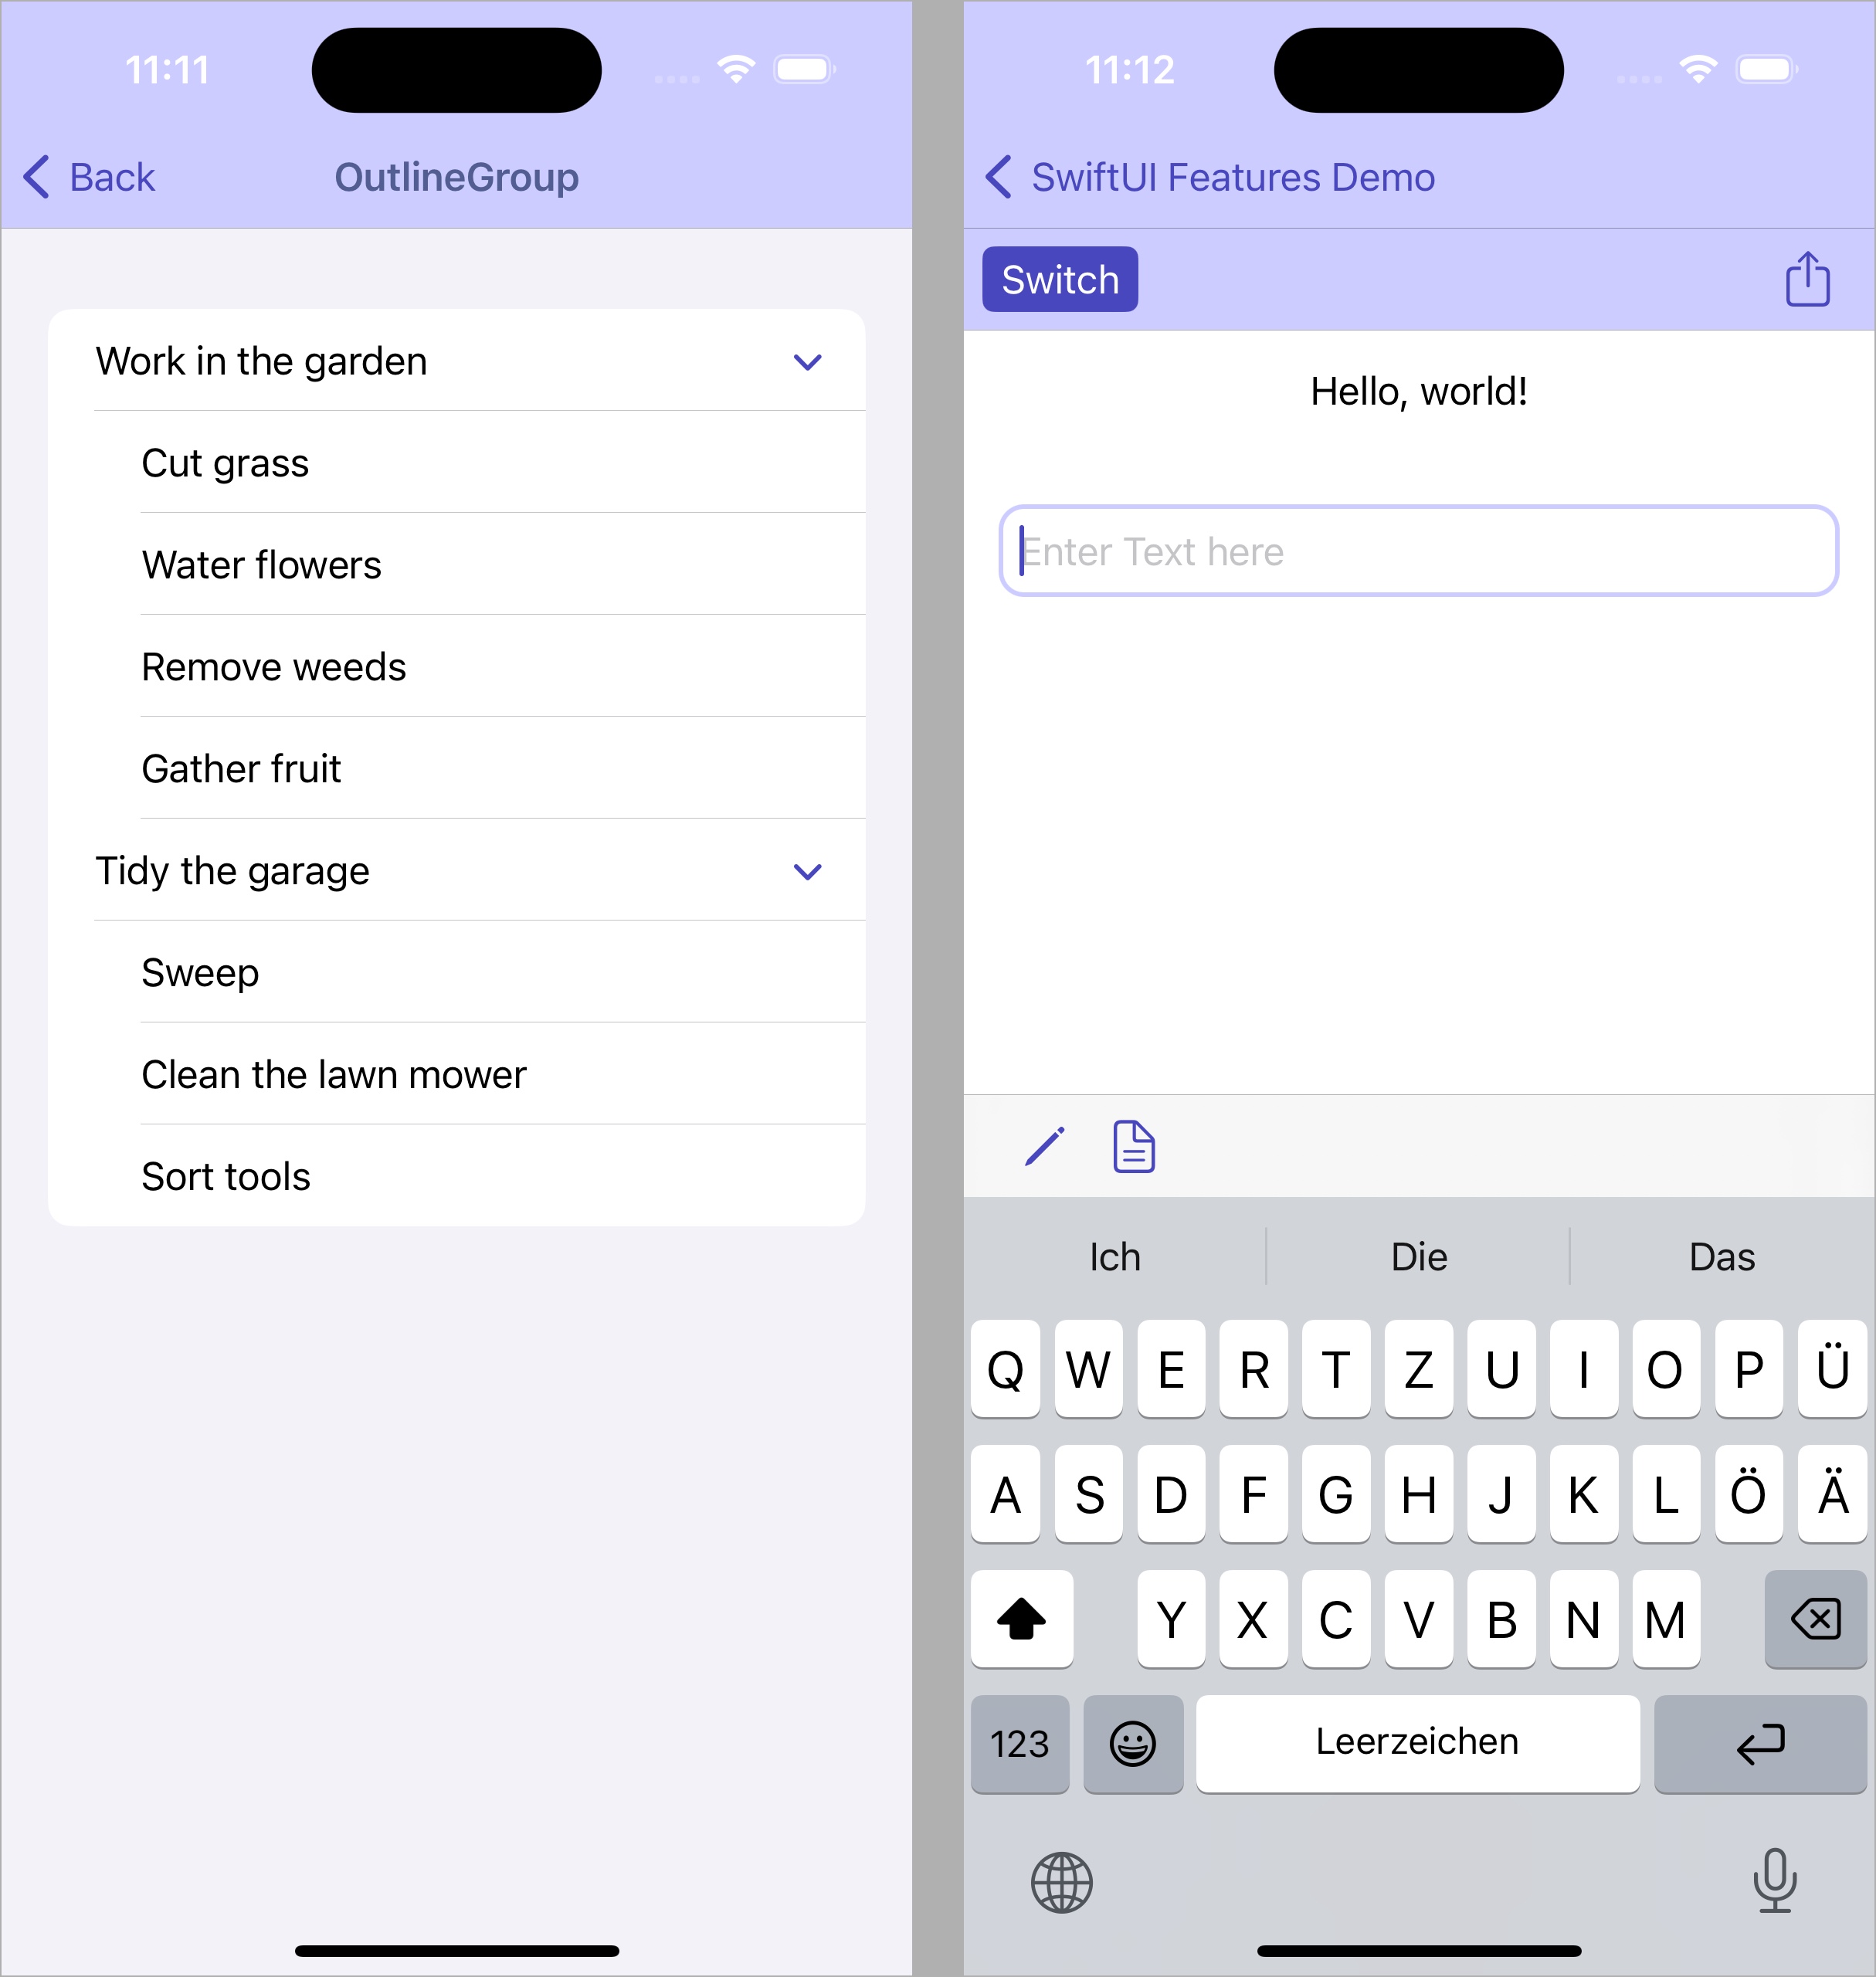 11:11
Back
OutlineGroup
Work in the garden
Cut grass
Water flowers
Remove weeds
Gather fruit
Tidy the garage
Sweep
Clean the lawn mower
Sort tools
11:12
SwiftUI Features Demo
Switch
Hello, world!
Enter Text here
Ich Die Das
Q W E R T Z U I O P Ü
A S D F G H J K L Ö Ä
Y X C V B N M
123 Leerzeichen